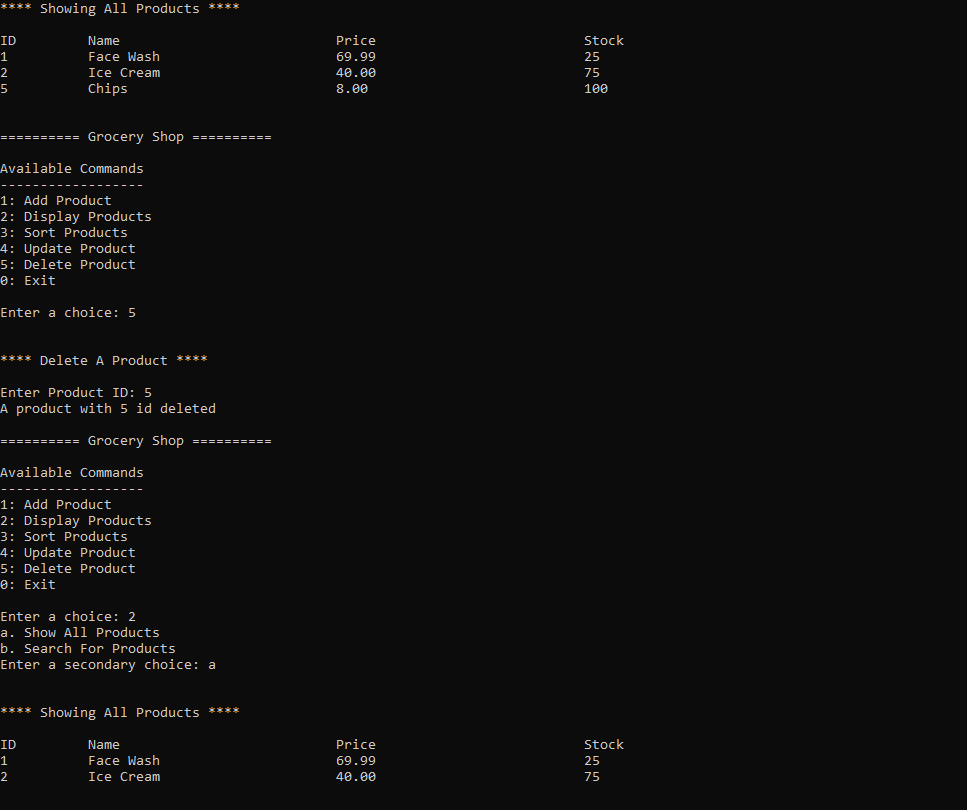 **** Showing All Products ****
ID Name Price Stock
1 Face Wash 69.99 25
2 Ice Cream 40.00 75
5 Chips 8.00 100
========== Grocery Shop ==========
Available Commands
------------------
1: Add Product
2: Display Products
3: Sort Products
4: Update Product
5: Delete Product
0: Exit
Enter a choice: 5
**** Delete A Product ****
Enter Product ID: 5
A product with 5 id deleted
========== Grocery Shop ==========
Available Commands
------------------
1: Add Product
2: Display Products
3: Sort Products
4: Update Product
5: Delete Product
0: Exit
Enter a choice: 2
a. Show All Products
b. Search For Products
Enter a secondary choice: a
**** Showing All Products ****
ID Name Price Stock
1 Face Wash 69.99 25
2 Ice Cream 40.00 75